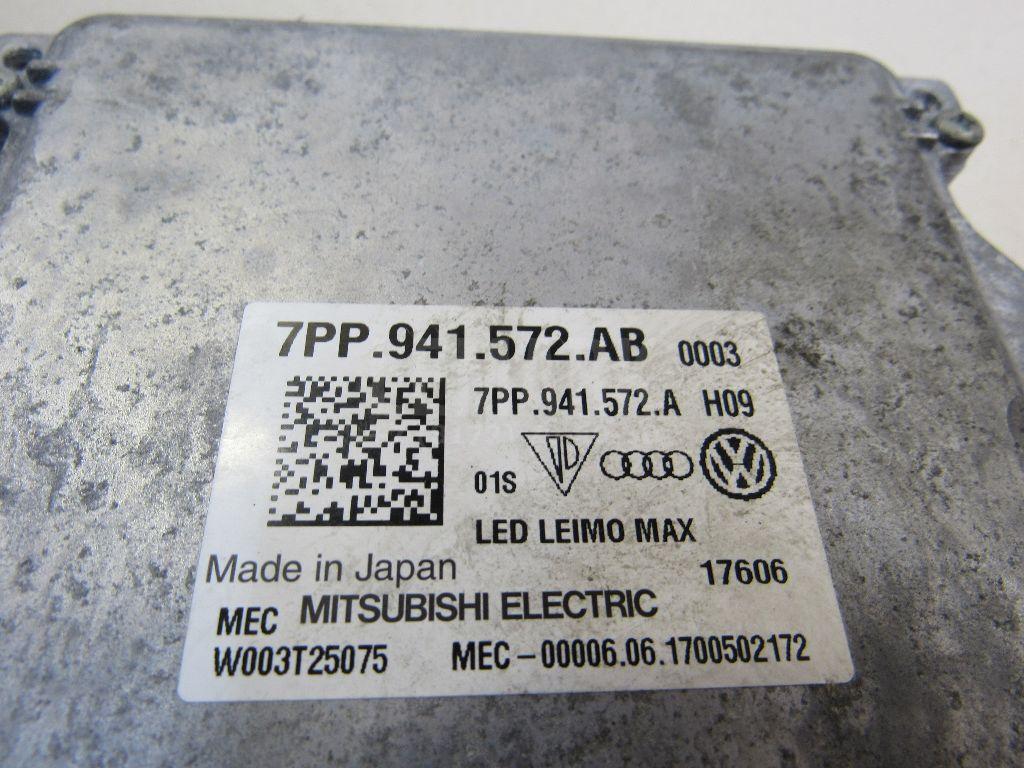 7PP.941.572.AB 0003
7PP.941.572.A H09
01S
LED LEIMO MAX
Made in Japan 17606
MEC MITSUBISHI ELECTRIC
W003T25075 MEC-00006.06.1700502172